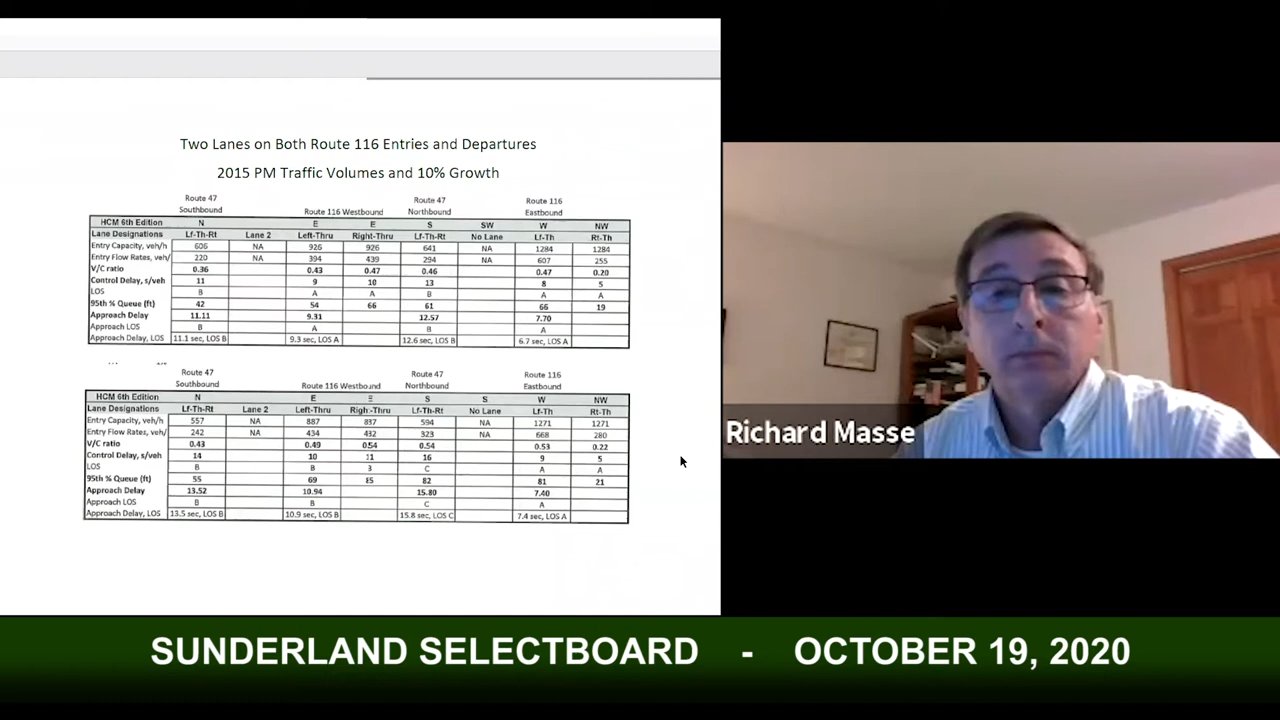 Two Lanes on Both Route 116 Entries and Departures
2015 PM Traffic Volumes and 10% Growth
Route 47 Southbound Route 116 Westbound Route 47 Northbound Route 116 Eastbound
HCM 6th Edition N E E S SW W NW
Lane Designations Lf-Th-Rt Lane 2 Left-Thru Right-Thru Lf-Th-Rt No Lane Lf-Th Rt-Th
Entry Capacity, veh/h 606 NA 926 926 641 NA 1284 1284
Entry Flow Rates, veh/ 220 NA 394 439 294 NA 607 255
V/C ratio 0.36 0.43 0.47 0.46 0.47 0.20
Control Delay, s/veh 11 9 10 13 8 5
LOS B A A B A A
95th % Queue (ft) 42 54 66 61 66 19
Approach Delay 11.11 9.31 12.57 7.70
Approach LOS B A B A
Approach Delay, LOS 11.1 sec, LOS B 9.3 sec, LOS A 12.6 sec, LOS B 6.7 sec, LOS A
Route 47 Southbound Route 116 Westbound Route 47 Northbound Route 116 Eastbound
HCM 6th Edition N E S S W NW
Lane Designations Lf-Th-Rt Lane 2 Left-Thru Lf-Th-Rt No Lane Lf-Th Rt-Th
Entry Capacity, veh/h 557 NA 887 594 NA 1271 1271
Entry Flow Rates, veh/ 242 NA 434 432 323 NA 668 280
V/C ratio 0.43 0.49 0.54 0.54 0.53 0.22
Control Delay, s/veh 14 10 11 16 9 5
LOS B B C A A
95th % Queue (ft) 55 69 82 81 21
Approach Delay 13.52 10.94 15.80 7.40
Approach LOS B B C A
Approach Delay, LOS 13.5 sec, LOS B 10.9 sec, LOS B 15.8 sec, LOS C 7.4 sec, LOS A
Richard Masse
SUNDERLAND SELECTBOARD - OCTOBER 19, 2020